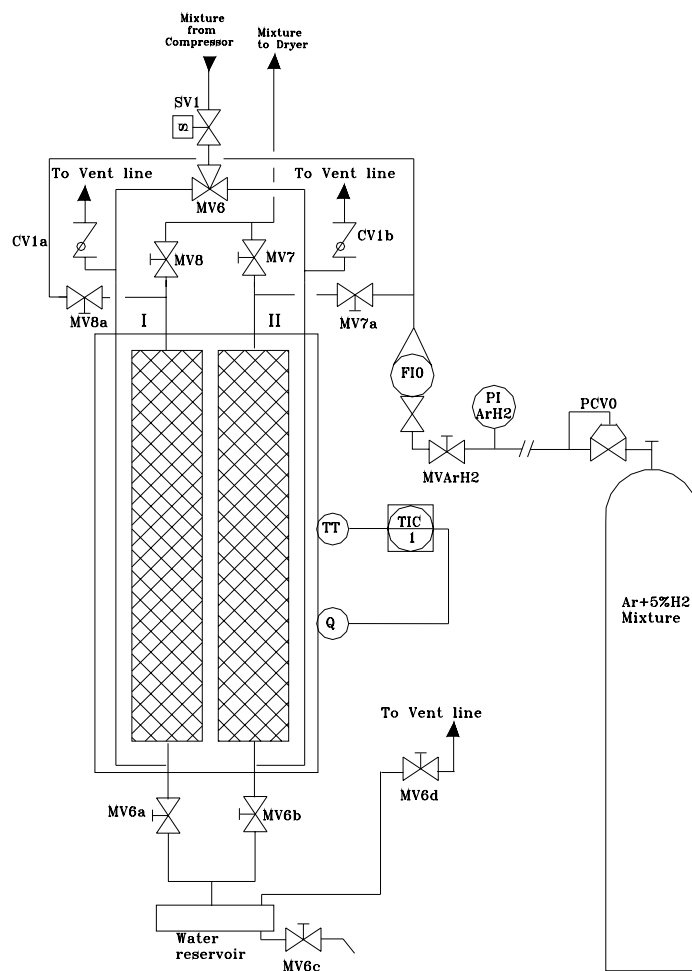 Mixture
from
Compressor
Mixture
to Dryer
SV1
S
To Vent line
To Vent line
MV6
CV1a
CV1b
MV8
MV7
MV8a
MV7a
I
II
FI0
PI
ArH2
PCV0
MVArH2
TT
TIC
1
Q
Ar+5%H2
Mixture
To Vent line
MV6d
MV6a
MV6b
Water
reservoir
MV6c